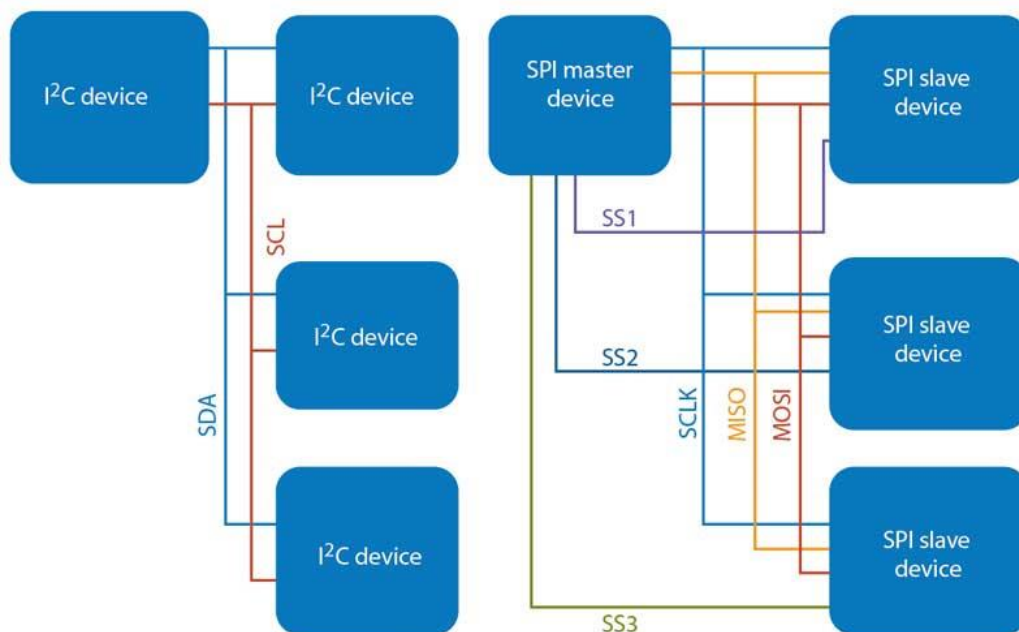 I²C device
I²C device
SCL
I²C device
SDA
I²C device
SPI master
device
SPI slave
device
SS1
SPI slave
device
SS2
SCLK
MISO
MOSI
SPI slave
device
SS3